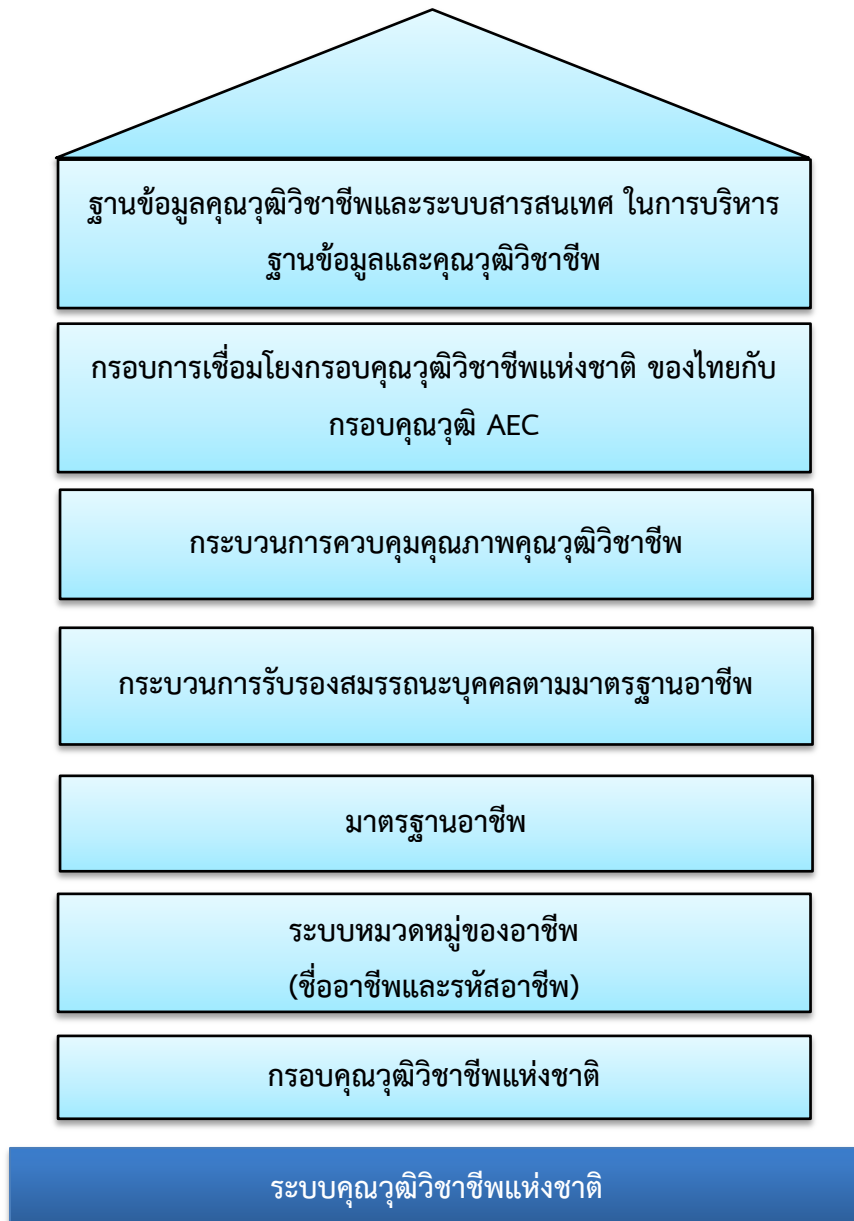 ฐานข้อมูลคุณวุฒิวิชาชีพและระบบสารสนเทศ ในการบริหาร
ฐานข้อมูลและคุณวุฒิวิชาชีพ
กรอบการเชื่อมโยงกรอบคุณวุฒิวิชาชีพแห่งชาติ ของไทยกับ
กรอบคุณวุฒิ AEC
กระบวนการควบคุมคุณภาพคุณวุฒิวิชาชีพ
กระบวนการรับรองสมรรถนะบุคคลตามมาตรฐานอาชีพ
มาตรฐานอาชีพ
ระบบหมวดหมู่ของอาชีพ
(ชื่ออาชีพและรหัสอาชีพ)
กรอบคุณวุฒิวิชาชีพแห่งชาติ
ระบบคุณวุฒิวิชาชีพแห่งชาติ